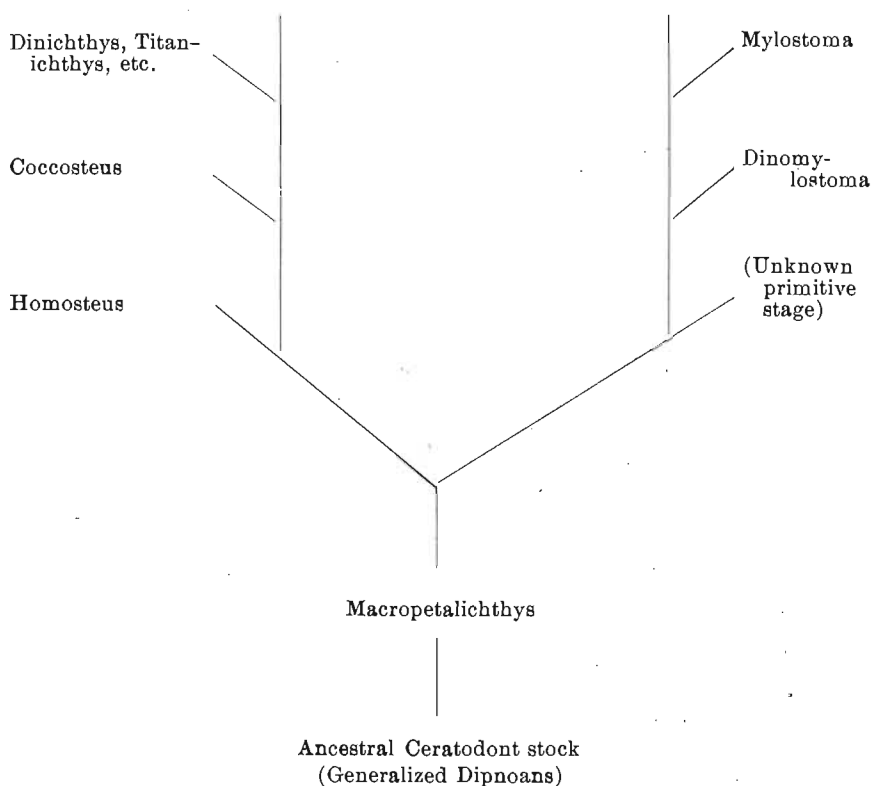 Dinichthys, Titan-
ichthys, etc.
Mylostoma
Coccosteus
Dinomy-
lostoma
Homosteus
(Unknown
primitive
stage)
Macropetalichthys
Ancestral Ceratodont stock
(Generalized Dipnoans)